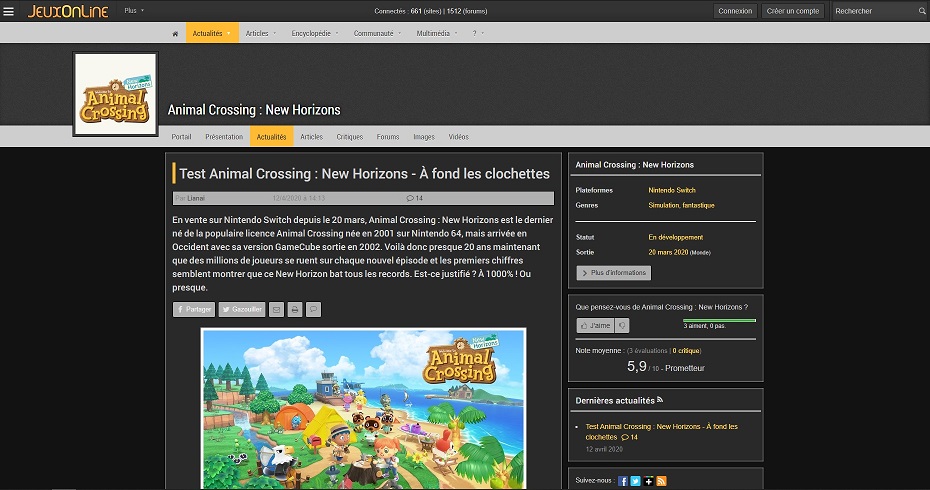 JEUXONLINE
Plus
Connectés : 661 (sites) | 1512 (forums)
Connexion
Créer un compte
Rechercher
Actualités
Articles
Encyclopédie
Communauté
Multimédia
?
Welcome to
New Horizons
Animal
Crossing
Animal Crossing : New Horizons
Portail
Présentation
Actualités
Articles
Critiques
Forums
Images
Vidéos
Test Animal Crossing : New Horizons - À fond les clochettes
Par Lianai
12/4/2020 à 14:13
14
En vente sur Nintendo Switch depuis le 20 mars, Animal Crossing : New Horizons est le dernier
né de la populaire licence Animal Crossing née en 2001 sur Nintendo 64, mais arrivée en
Occident avec sa version GameCube sortie en 2002. Voilà donc presque 20 ans maintenant
que des millions de joueurs se ruent sur chaque nouvel épisode et les premiers chiffres
semblent montrer que ce New Horizon bat tous les records. Est-ce justifié ? À 1000% ! Ou
presque.
Partager
Gazouiller
New Horizons
Animal
Crossing
Animal Crossing : New Horizons
Plateformes
Nintendo Switch
Genres
Simulation, fantastique
Statut
En développement
Sortie
20 mars 2020 (Monde)
Plus d'informations
Que pensez-vous de Animal Crossing : New Horizons ?
J'aime
3 aiment, 0 pas.
Note moyenne : (3 évaluations | 0 critique)
5,9 / 10 - Prometteur
Dernières actualités
Test Animal Crossing : New Horizons - À fond les
clochettes 14
12 avril 2020
Suivez-nous :